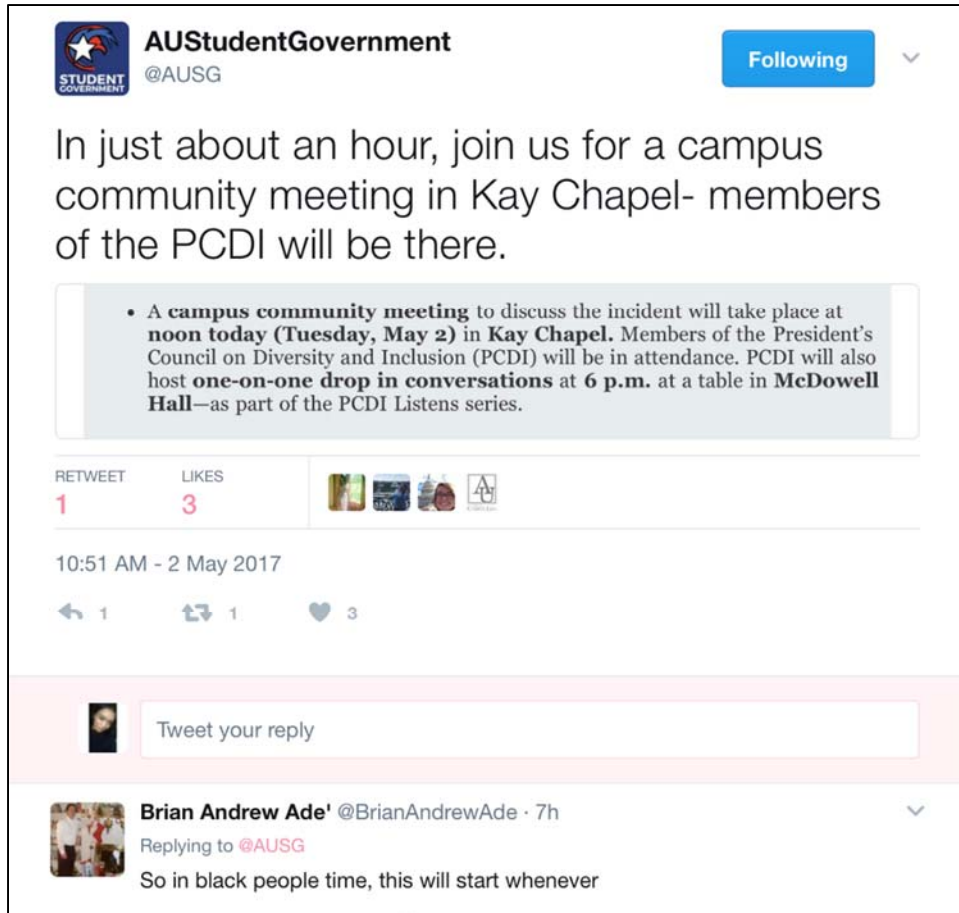 AUStudentGovernment
@AUSG
STUDENT
GOVERNMENT
Following
In just about an hour, join us for a campus
community meeting in Kay Chapel- members
of the PCDI will be there.
• A campus community meeting to discuss the incident will take place at
noon today (Tuesday, May 2) in Kay Chapel. Members of the President's
Council on Diversity and Inclusion (PCDI) will be in attendance. PCDI will also
host one-on-one drop in conversations at 6 p.m. at a table in McDowell
Hall—as part of the PCDI Listens series.
RETWEET LIKES
1 3
AU
10:51 AM - 2 May 2017
1 1 3
Tweet your reply
Brian Andrew Ade' @BrianAndrewAde · 7h
Replying to @AUSG
So in black people time, this will start whenever